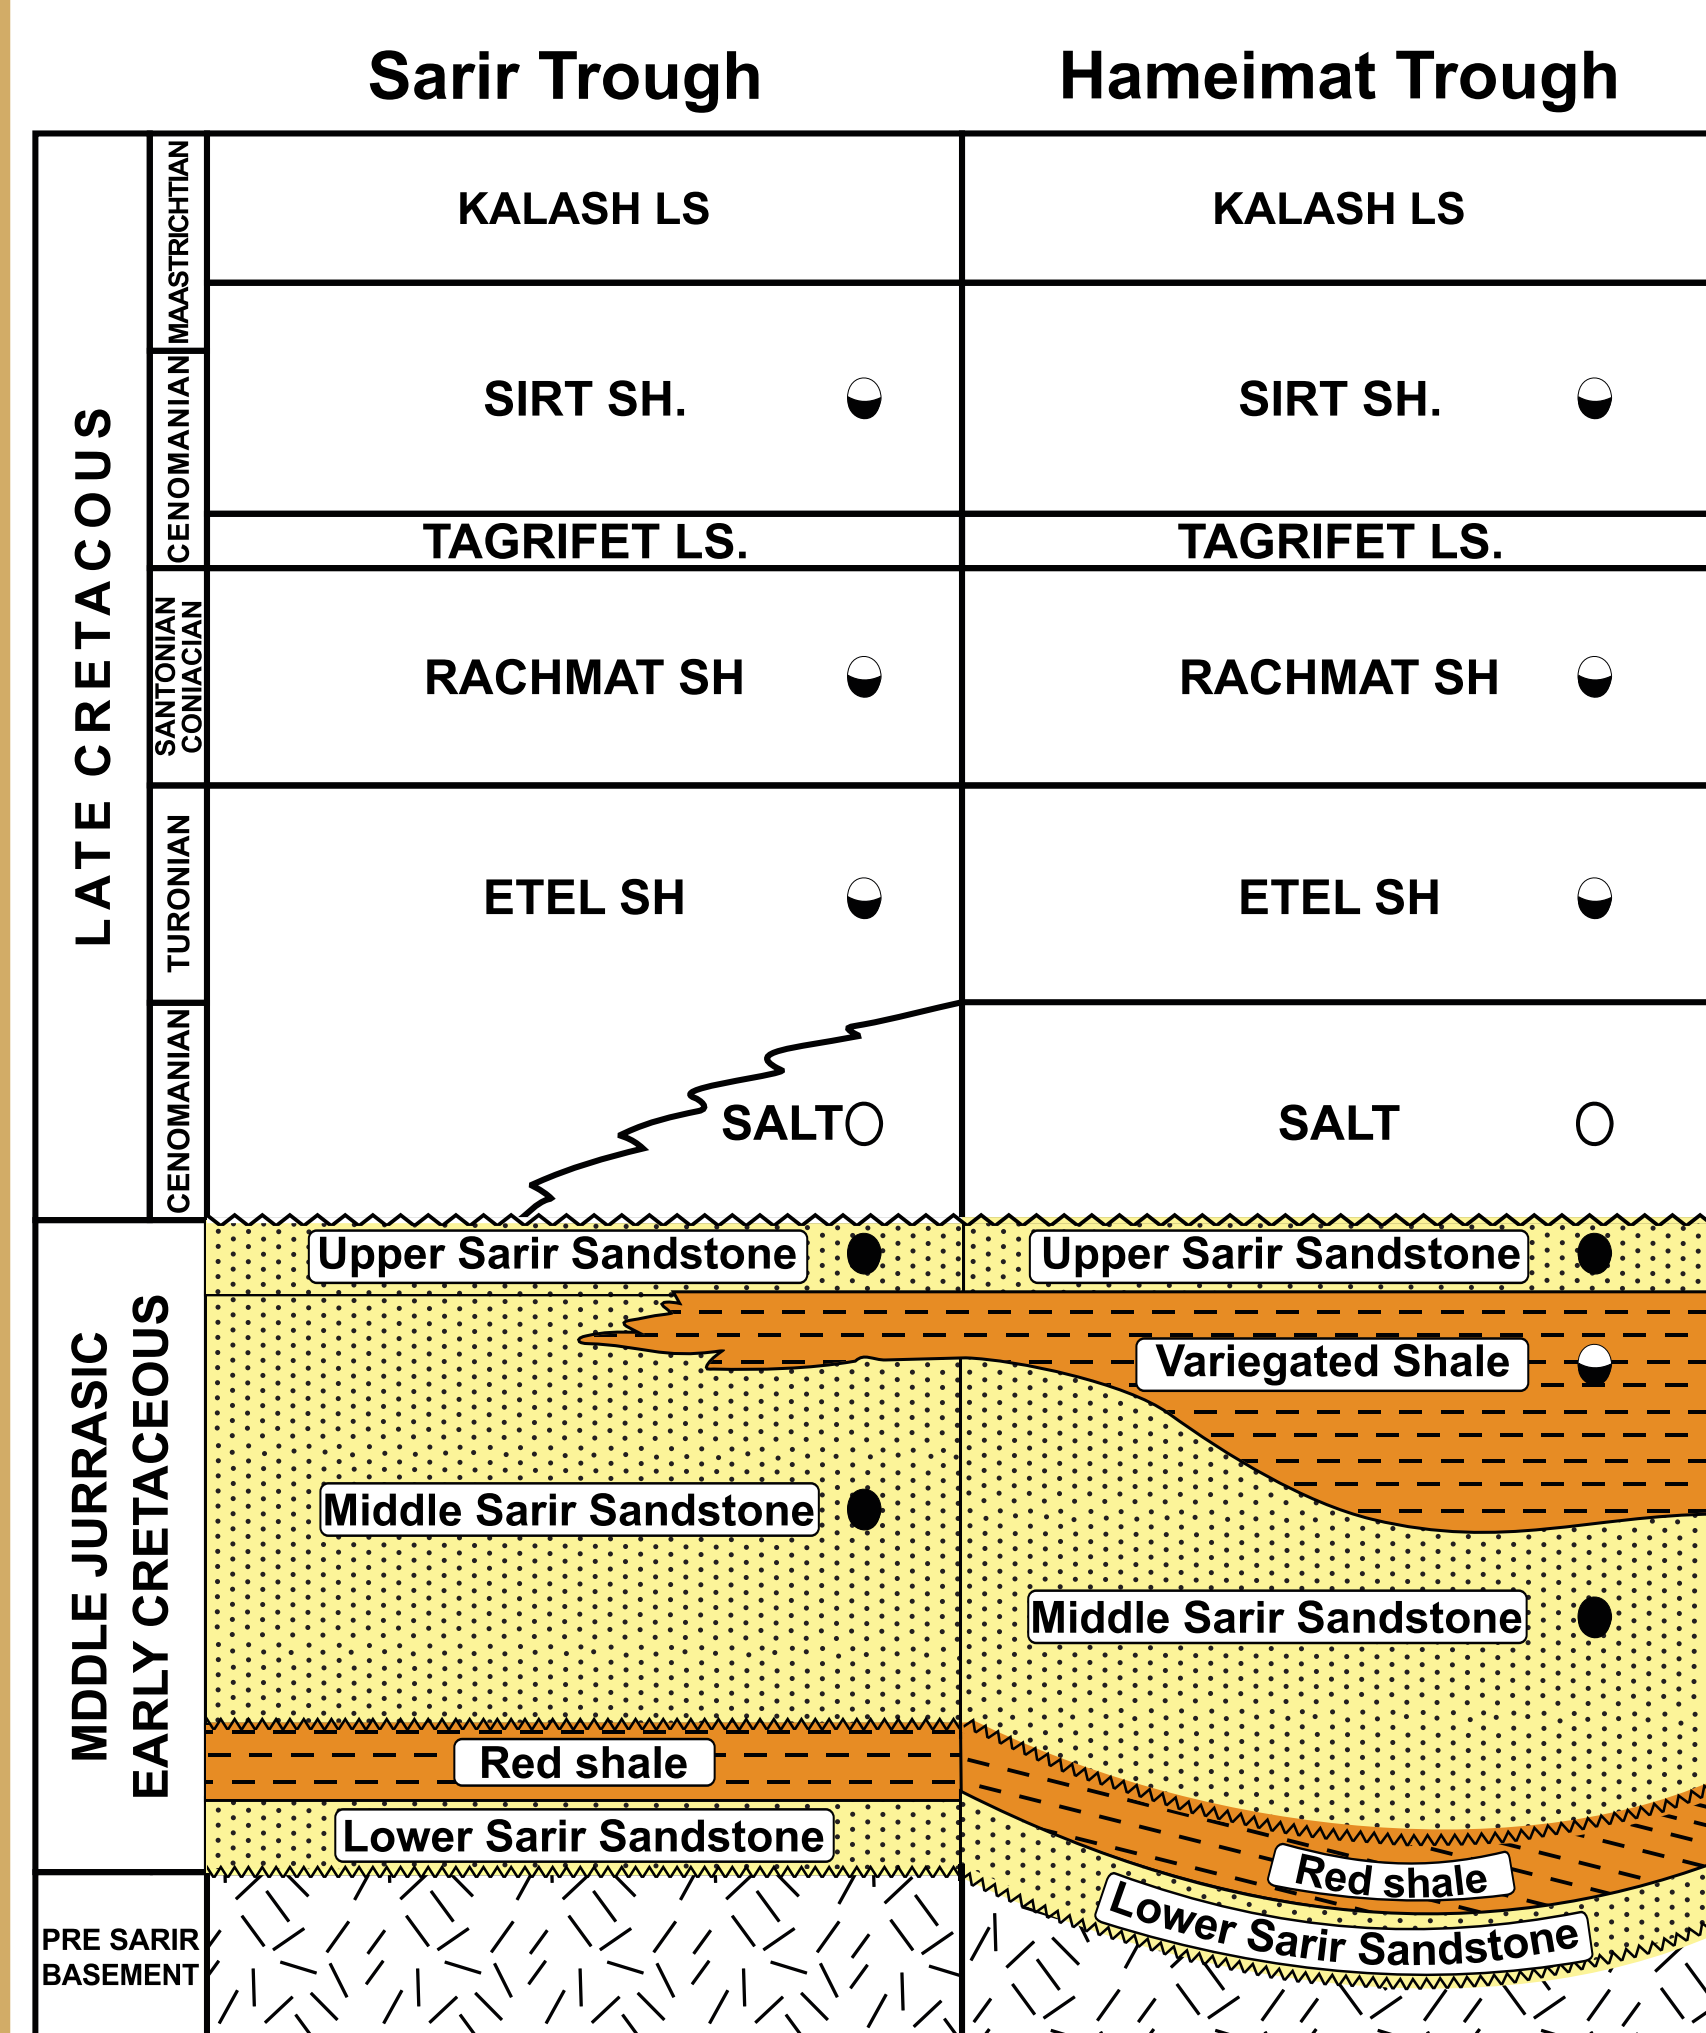 Sarir Trough
Hameimat Trough
LATE CRETACOUS
MAASTRICHTIAN
KALASH LS
KALASH LS
CENOMANIAN
SIRT SH.
SIRT SH.
TAGRIFET LS.
TAGRIFET LS.
SANTONIAN
CONIACIAN
RACHMAT SH
RACHMAT SH
TURONIAN
ETEL SH
ETEL SH
CENOMANIAN
SALT
SALT
MDDLE JURRASIC
EARLY CRETACEOUS
Upper Sarir Sandstone
Upper Sarir Sandstone
Variegated Shale
Middle Sarir Sandstone
Middle Sarir Sandstone
Red shale
Red shale
Lower Sarir Sandstone
Lower Sarir Sandstone
PRE SARIR
BASEMENT